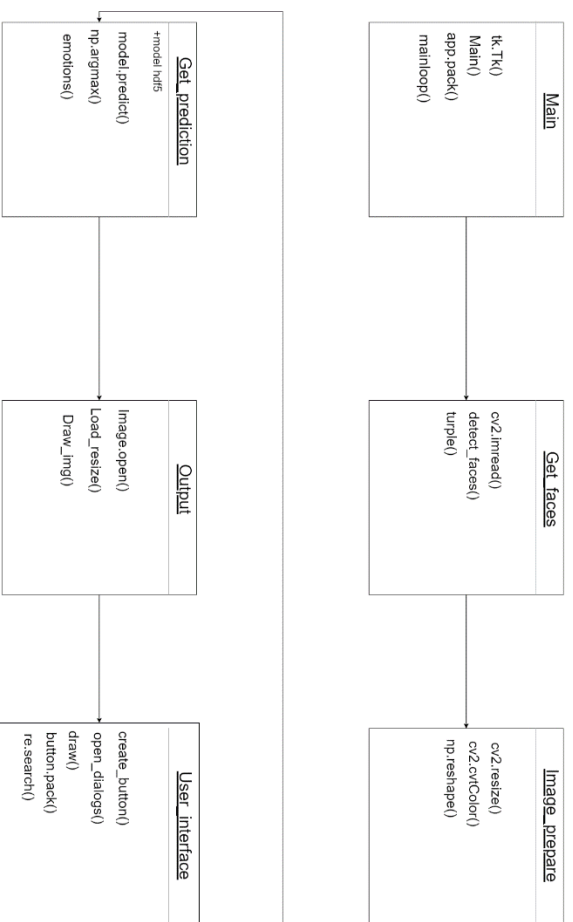 Main
tk.Tk()
Main()
app.pack()
mainloop()
Get_faces
cv2.imread()
detect_faces()
turple()
Image_prepare
cv2.resize()
cv2.cvtColor()
np.reshape()
Get_prediction
+model hdf5
model.predict()
np.argmax()
emotions()
Output
Image.open()
Load_resize()
Draw_img()
User_interface
create_button()
open_dialogs()
draw()
button.pack()
re.search()